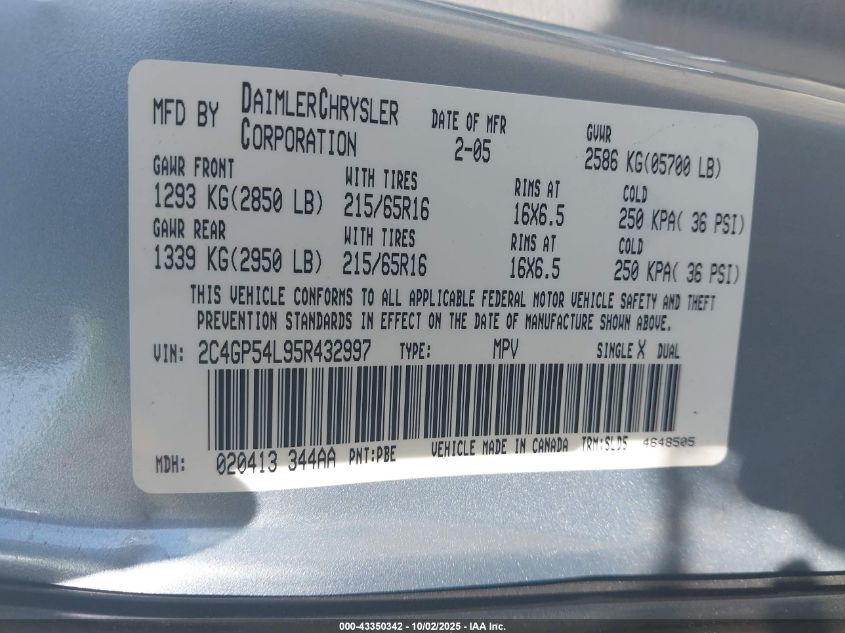 MFD BY DAIMLERCHRYSLER CORPORATION DATE OF MFR 2-05 GVWR 2586 KG(05700 LB)
GAWR FRONT WITH TIRES RIMS AT COLD
1293 KG(2850 LB) 215/65R16 16X6.5 250 KPA( 36 PSI)
GAWR REAR WITH TIRES RIMS AT COLD
1339 KG(2950 LB) 215/65R16 16X6.5 250 KPA( 36 PSI)
THIS VEHICLE CONFORMS TO ALL APPLICABLE FEDERAL MOTOR VEHICLE SAFETY AND THEFT
PREVENTION STANDARDS IN EFFECT ON THE DATE OF MANUFACTURE SHOWN ABOVE.
VIN: 2C4GP54L95R432997 TYPE: MPV SINGLE X DUAL
MDH: 020413 344AA PNT:PBE VEHICLE MADE IN CANADA TRM:SLD5 4648505
000-43350342 | 10/02/2025 | IAA Inc.